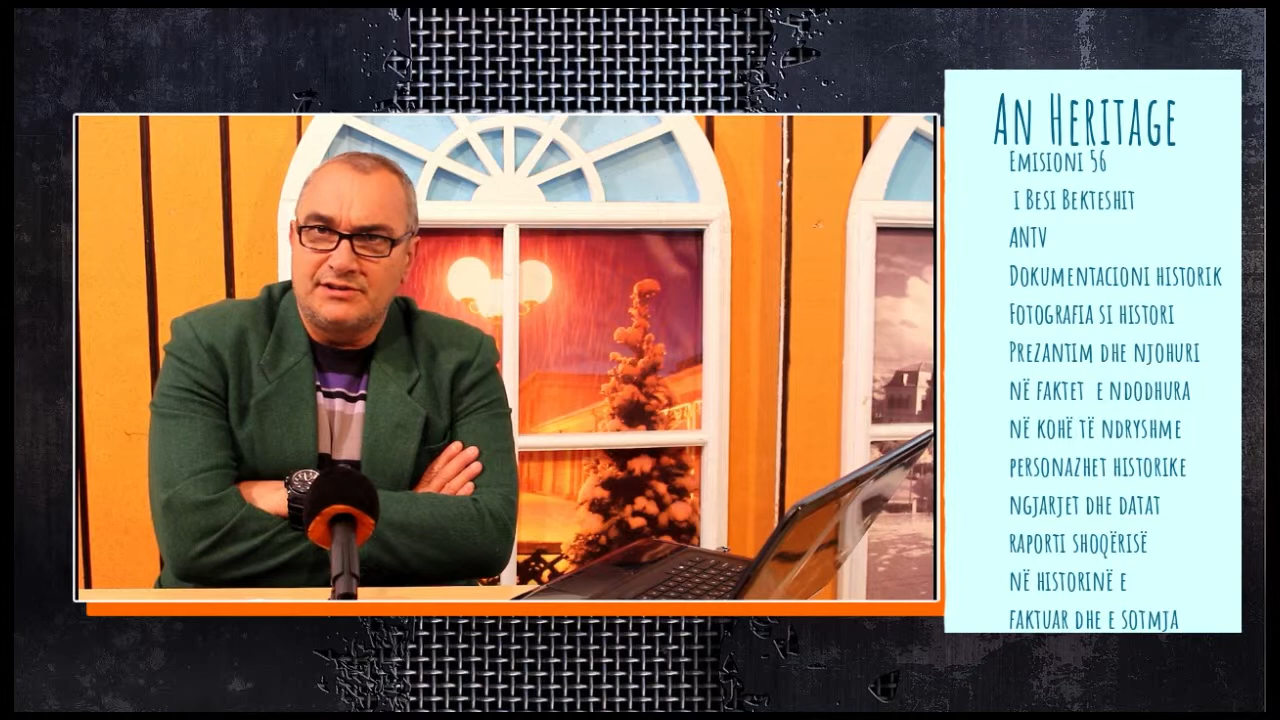 An Heritage
Emisioni 56
i Besi Bekteshit
ANTV
Dokumentacioni historik
Fotografia si histori
Prezantim dhe njohuri
në faktet e ndodhura
në kohë të ndryshme
personazhet historike
ngjarjet dhe datat
raporti shoqërisë
në historinë e
faktuar dhe e sotmja